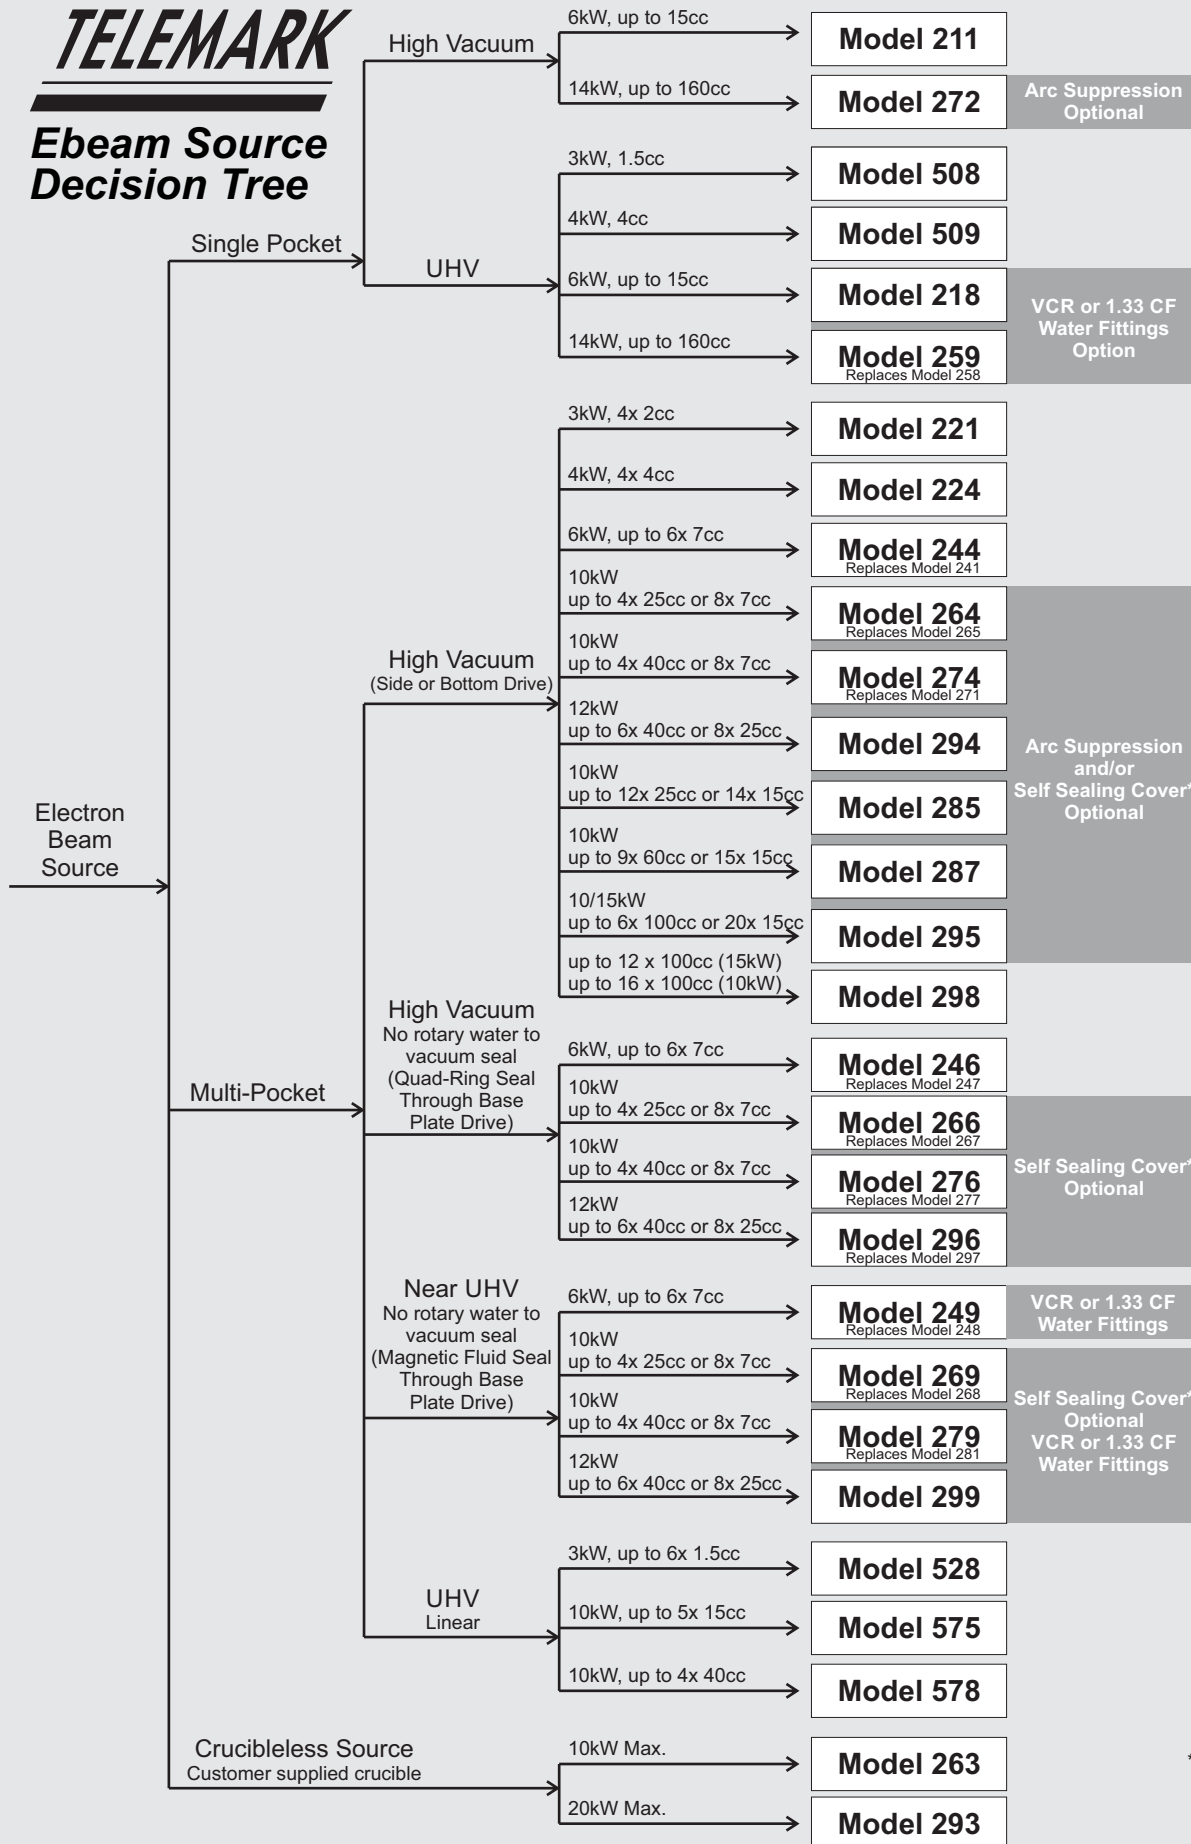 TELEMARK
Ebeam Source
Decision Tree
Electron
Beam
Source
Single Pocket
High Vacuum
6kW, up to 15cc
Model 211
14kW, up to 160cc
Model 272
Arc Suppression
Optional
UHV
3kW, 1.5cc
Model 508
4kW, 4cc
Model 509
6kW, up to 15cc
Model 218
14kW, up to 160cc
Model 259
Replaces Model 258
VCR or 1.33 CF
Water Fittings
Option
Multi-Pocket
High Vacuum
(Side or Bottom Drive)
3kW, 4x 2cc
Model 221
4kW, 4x 4cc
Model 224
6kW, up to 6x 7cc
Model 244
Replaces Model 241
10kW
up to 4x 25cc or 8x 7cc
Model 264
Replaces Model 265
10kW
up to 4x 40cc or 8x 7cc
Model 274
Replaces Model 271
12kW
up to 6x 40cc or 8x 25cc
Model 294
10kW
up to 12x 25cc or 14x 15cc
Model 285
10kW
up to 9x 60cc or 15x 15cc
Model 287
10/15kW
up to 6x 100cc or 20x 15cc
Model 295
Arc Suppression
and/or
Self Sealing Cover*
Optional
up to 12 x 100cc (15kW)
up to 16 x 100cc (10kW)
Model 298
High Vacuum
No rotary water to
vacuum seal
(Quad-Ring Seal
Through Base
Plate Drive)
6kW, up to 6x 7cc
Model 246
Replaces Model 247
10kW
up to 4x 25cc or 8x 7cc
Model 266
Replaces Model 267
10kW
up to 4x 40cc or 8x 7cc
Model 276
Replaces Model 277
12kW
up to 6x 40cc or 8x 25cc
Model 296
Replaces Model 297
Self Sealing Cover*
Optional
Near UHV
No rotary water to
vacuum seal
(Magnetic Fluid Seal
Through Base
Plate Drive)
6kW, up to 6x 7cc
Model 249
Replaces Model 248
VCR or 1.33 CF
Water Fittings
10kW
up to 4x 25cc or 8x 7cc
Model 269
Replaces Model 268
10kW
up to 4x 40cc or 8x 7cc
Model 279
Replaces Model 281
12kW
up to 6x 40cc or 8x 25cc
Model 299
Self Sealing Cover*
Optional
VCR or 1.33 CF
Water Fittings
UHV
Linear
3kW, up to 6x 1.5cc
Model 528
10kW, up to 5x 15cc
Model 575
10kW, up to 4x 40cc
Model 578
Crucibleless Source
Customer supplied crucible
10kW Max.
Model 263
20kW Max.
Model 293
*